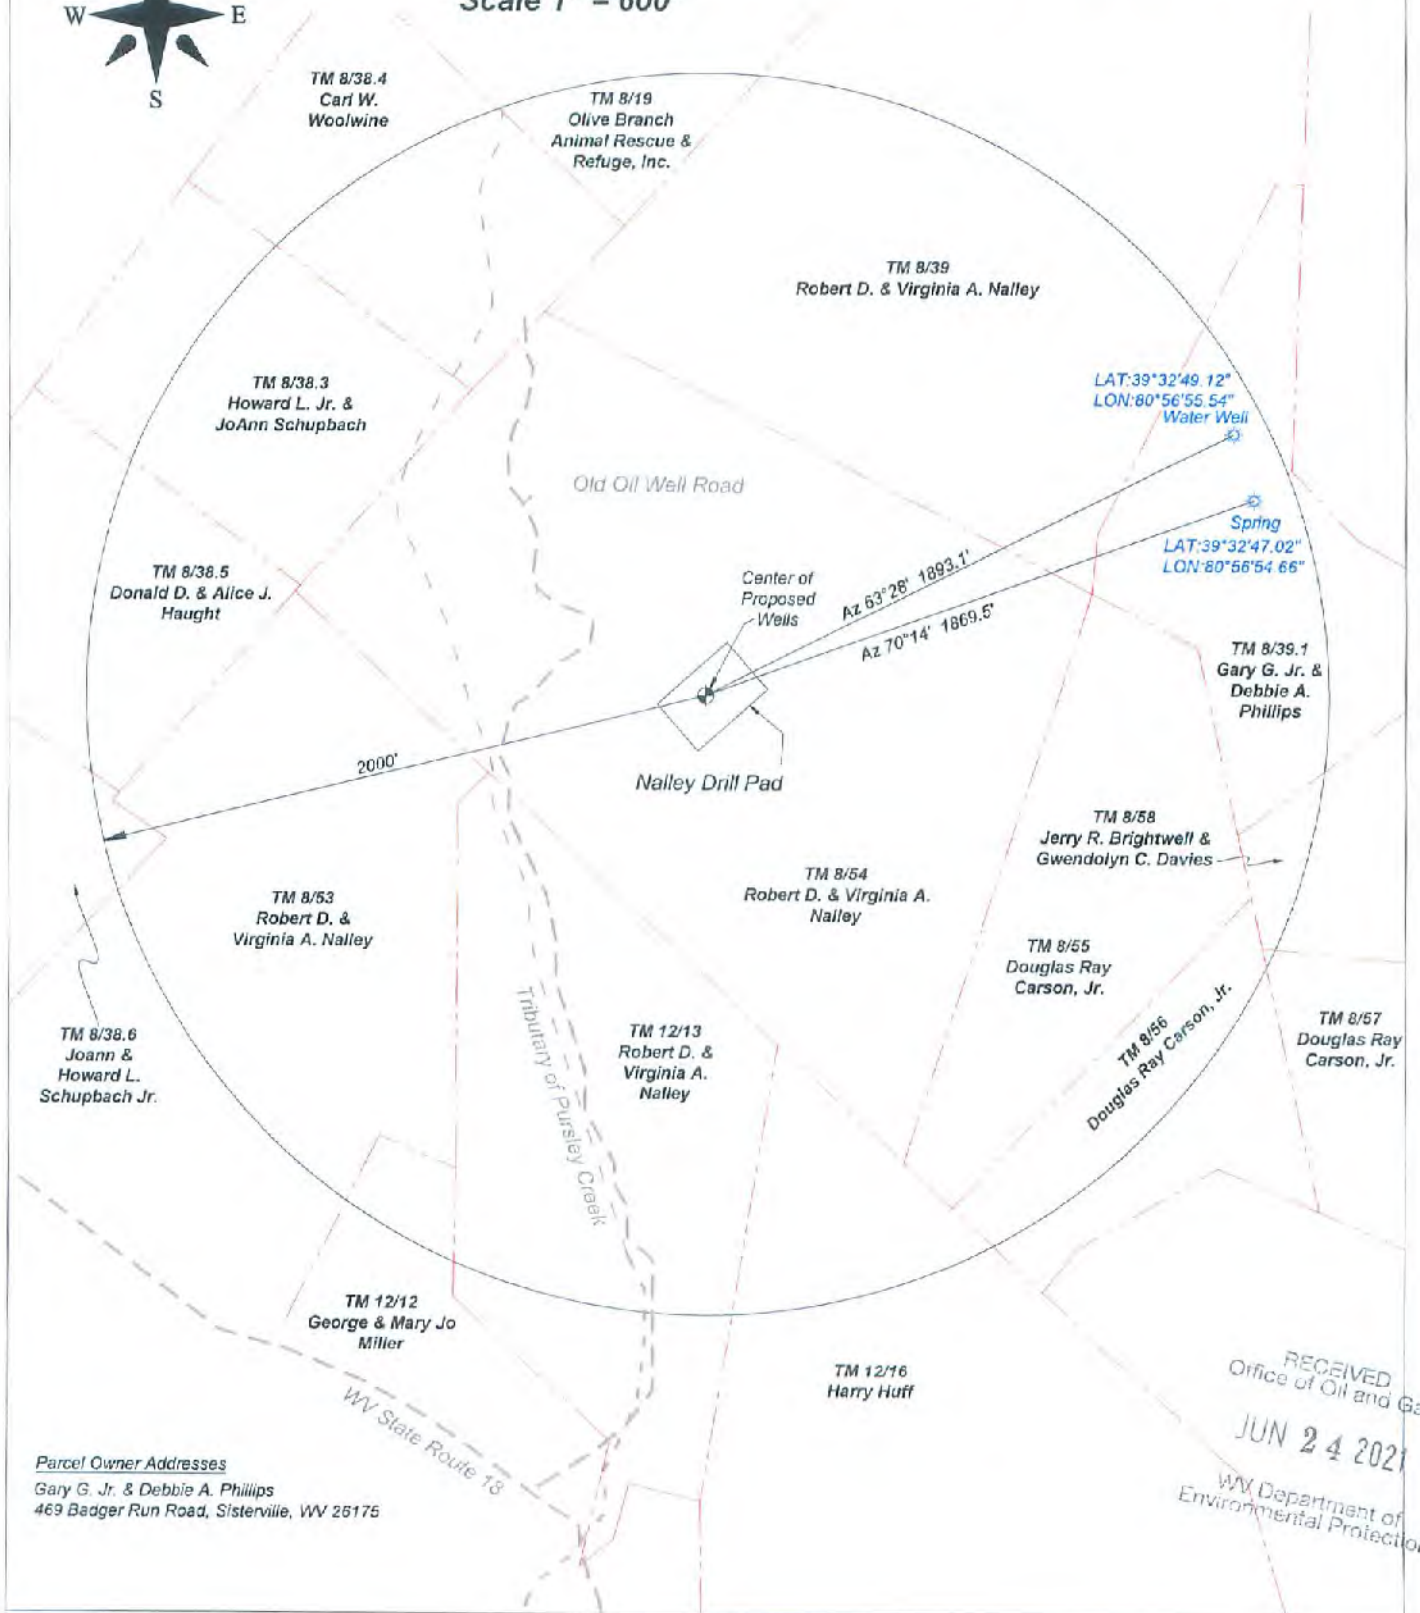 Scale 1" = 600'
W
E
S
TM 8/38.4
Carl W.
Woolwine
TM 8/19
Olive Branch
Animal Rescue &
Refuge, Inc.
TM 8/39
Robert D. & Virginia A. Nalley
TM 8/38.3
Howard L. Jr. &
JoAnn Schupbach
LAT:39°32'49.12"
LON:80°56'55.54"
Water Well
Old Oil Well Road
Spring
LAT:39°32'47.02"
LON:80°56'54.66"
TM 8/38.5
Donald D. & Alice J.
Haught
Center of
Proposed
Wells
Az 63°28' 1893.1'
Az 70°14' 1869.5'
TM 8/39.1
Gary G. Jr. &
Debbie A.
Phillips
2000'
Nalley Drill Pad
TM 8/58
Jerry R. Brightwell &
Gwendolyn C. Davies
TM 8/54
Robert D. & Virginia A.
Nalley
TM 8/53
Robert D. &
Virginia A. Nalley
TM 8/55
Douglas Ray
Carson, Jr.
TM 8/56
Douglas Ray Carson, Jr.
TM 8/57
Douglas Ray
Carson, Jr.
TM 8/38.6
Joann &
Howard L.
Schupbach Jr.
Tributary of Pursley Creek
TM 12/13
Robert D. &
Virginia A.
Nalley
TM 12/12
George & Mary Jo
Miller
TM 12/16
Harry Huff
WV State Route 18
RECEIVED
Office of Oil and Ga
JUN 24 2021
WV Department of
Environmental Protection
Parcel Owner Addresses
Gary G. Jr. & Debbie A. Phillips
469 Badger Run Road, Sisterville, WV 26175